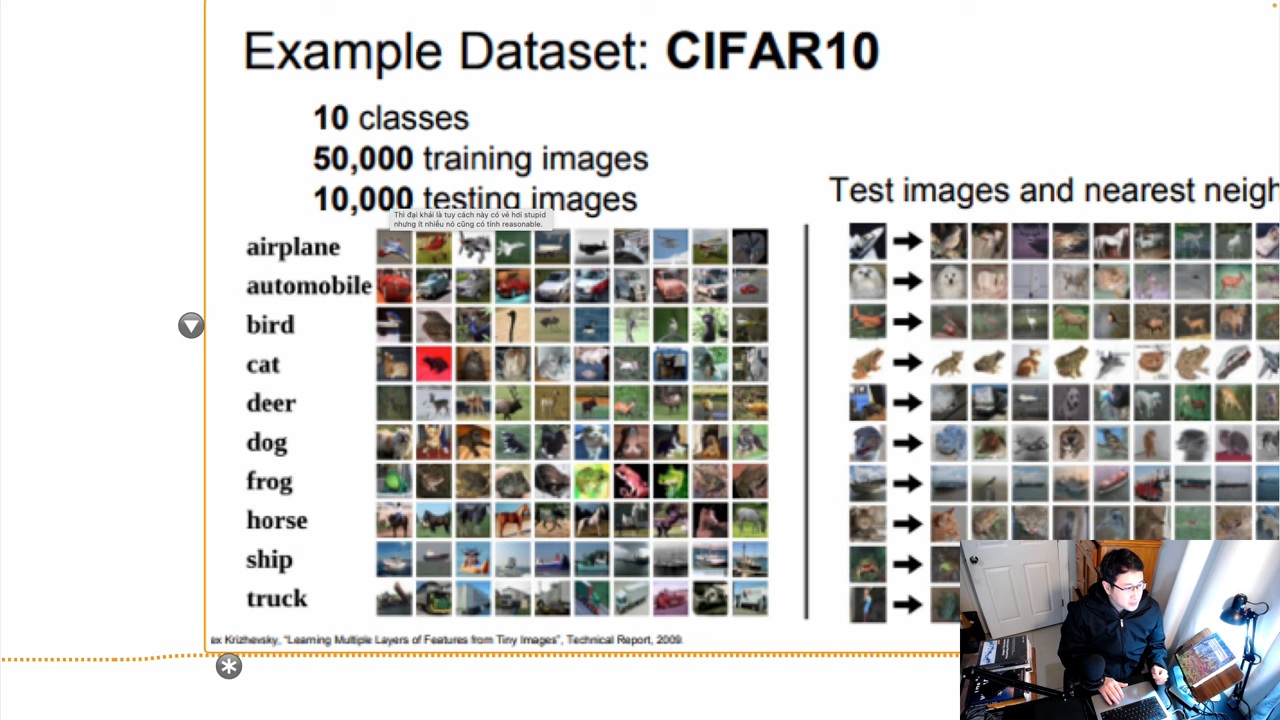 Example Dataset: CIFAR10
10 classes
50,000 training images
10,000 testing images
Thì đại khái là tuy cách này có vẻ hơi stupid
nhưng ít nhiều nó cũng có tính reasonable.
Test images and nearest neigh
airplane
automobile
bird
cat
deer
dog
frog
horse
ship
truck
ex Krizhevsky, “Learning Multiple Layers of Features from Tiny Images”, Technical Report, 2009.